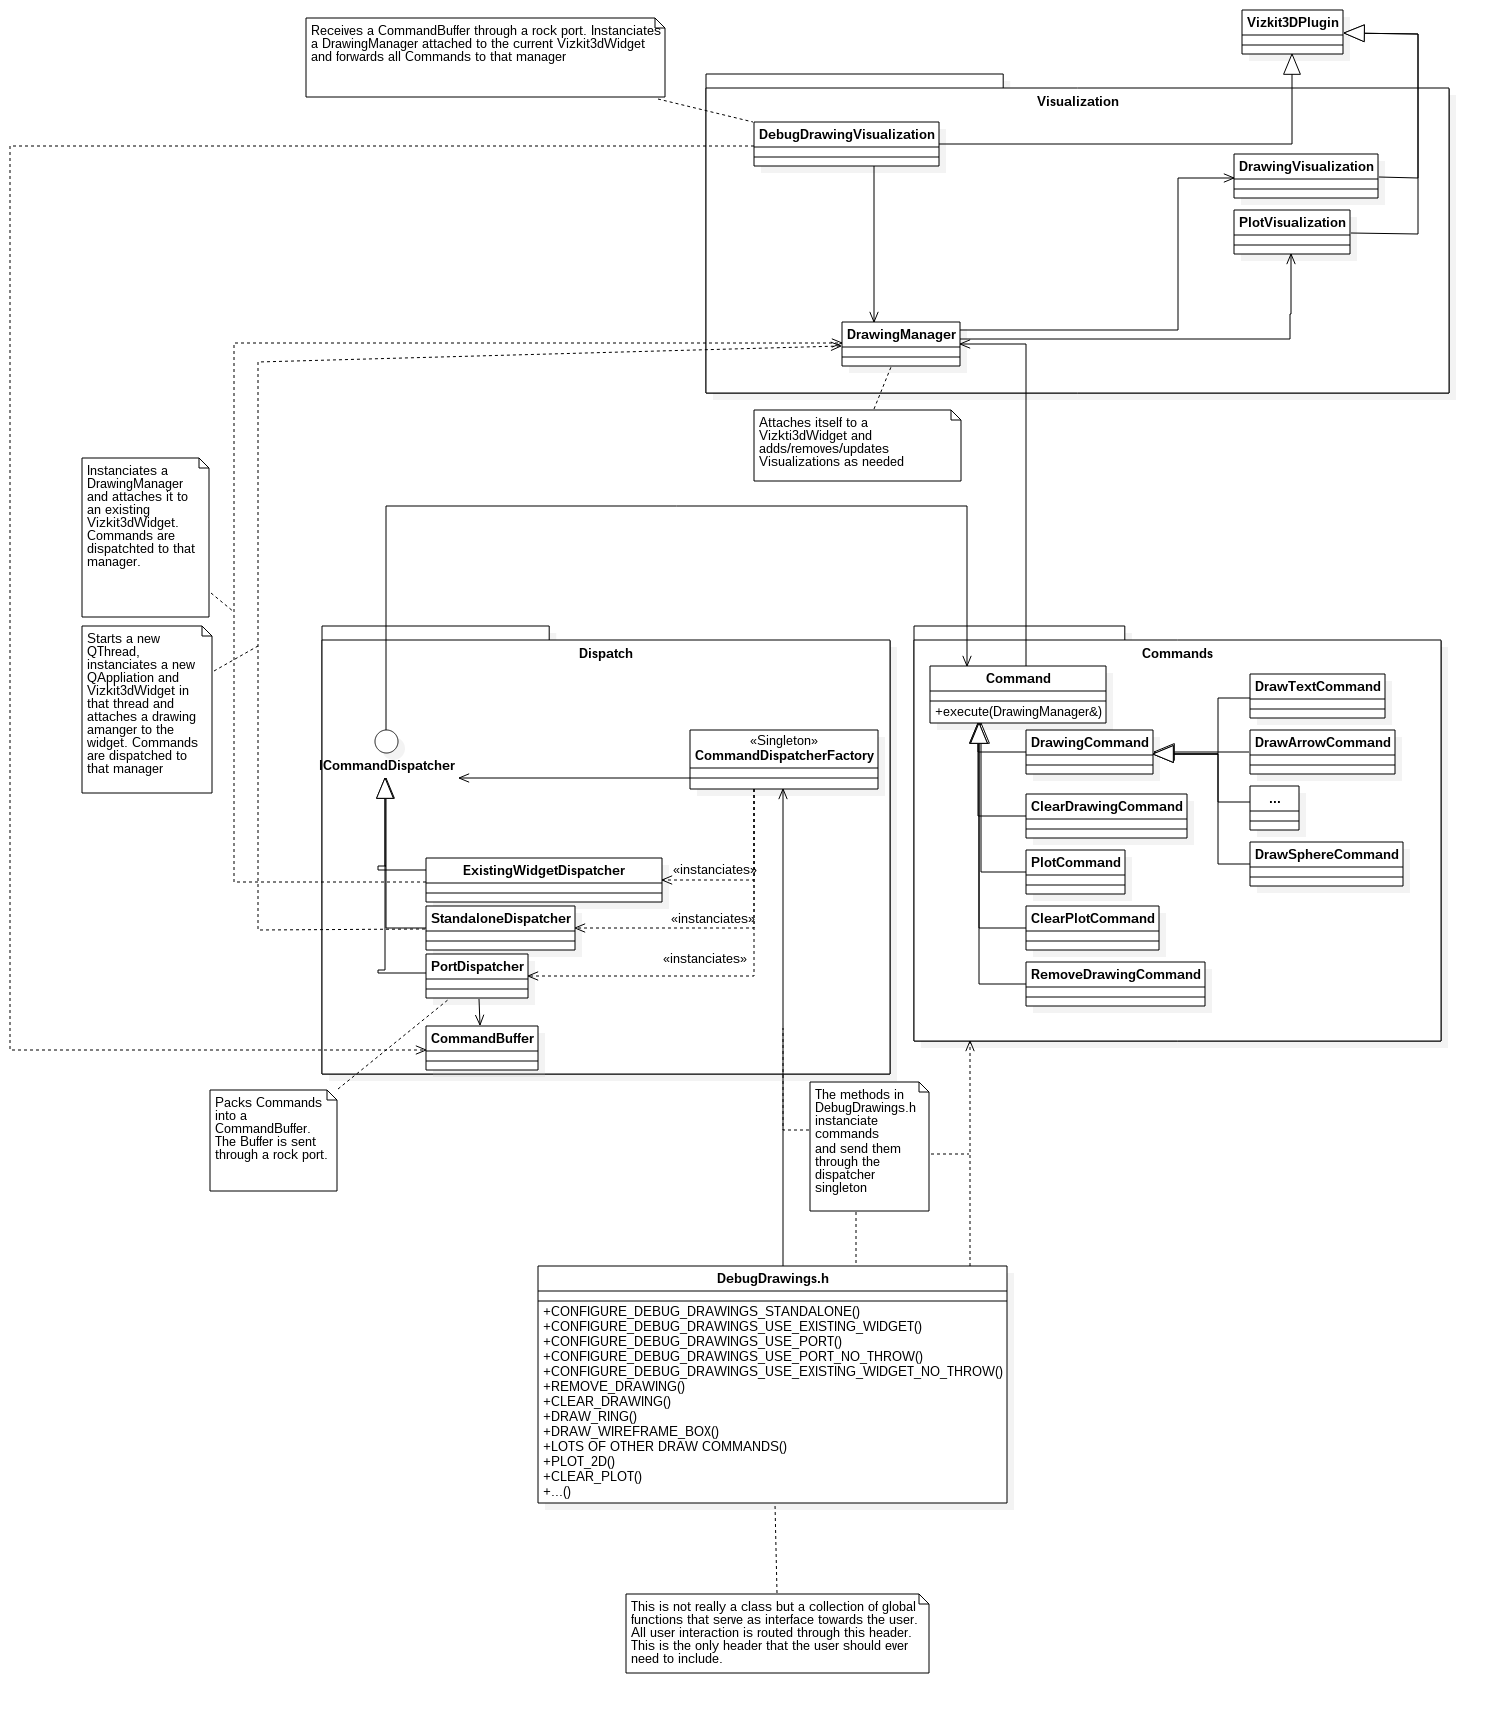 Vizkit3DPlugin
Receives a CommandBuffer through a rock port. Instanciates
a DrawingManager attached to the current Vizkit3dWidget
and forwards all Commands to that manager
Visualization
DebugDrawingVisualization
DrawingVisualization
PlotVisualization
DrawingManager
Attaches itself to a
Vizkti3dWidget and
adds/removes/updates
Visualizations as needed
Instanciates a
DrawingManager
and attaches it to
an existing
Vizkit3dWidget.
Commands are
dispatchted to that
manager.
Starts a new
QThread,
instanciates a new
QAppliation and
Vizkit3dWidget in
that thread and
attaches a drawing
amanger to the
widget. Commands
are dispatched to
that manager
Dispatch
ICommandDispatcher
«Singleton»
CommandDispatcherFactory
ExistingWidgetDispatcher
«instanciates»
StandaloneDispatcher
«instanciates»
PortDispatcher
«instanciates»
CommandBuffer
Commands
Command
+execute(DrawingManager&)
DrawingCommand
ClearDrawingCommand
PlotCommand
ClearPlotCommand
RemoveDrawingCommand
DrawTextCommand
DrawArrowCommand
...
DrawSphereCommand
Packs Commands
into a
CommandBuffer.
The Buffer is sent
through a rock port.
The methods in
DebugDrawings.h
instanciate
commands
and send them
through the
dispatcher
singleton
DebugDrawings.h
+CONFIGURE_DEBUG_DRAWINGS_STANDALONE()
+CONFIGURE_DEBUG_DRAWINGS_USE_EXISTING_WIDGET()
+CONFIGURE_DEBUG_DRAWINGS_USE_PORT()
+CONFIGURE_DEBUG_DRAWINGS_USE_PORT_NO_THROW()
+CONFIGURE_DEBUG_DRAWINGS_USE_EXISTING_WIDGET_NO_THROW()
+REMOVE_DRAWING()
+CLEAR_DRAWING()
+DRAW_RING()
+DRAW_WIREFRAME_BOX()
+LOTS OF OTHER DRAW COMMANDS()
+PLOT_2D()
+CLEAR_PLOT()
+...()
This is not really a class but a collection of global
functions that serve as interface towards the user.
All user interaction is routed through this header.
This is the only header that the user should ever
need to include.